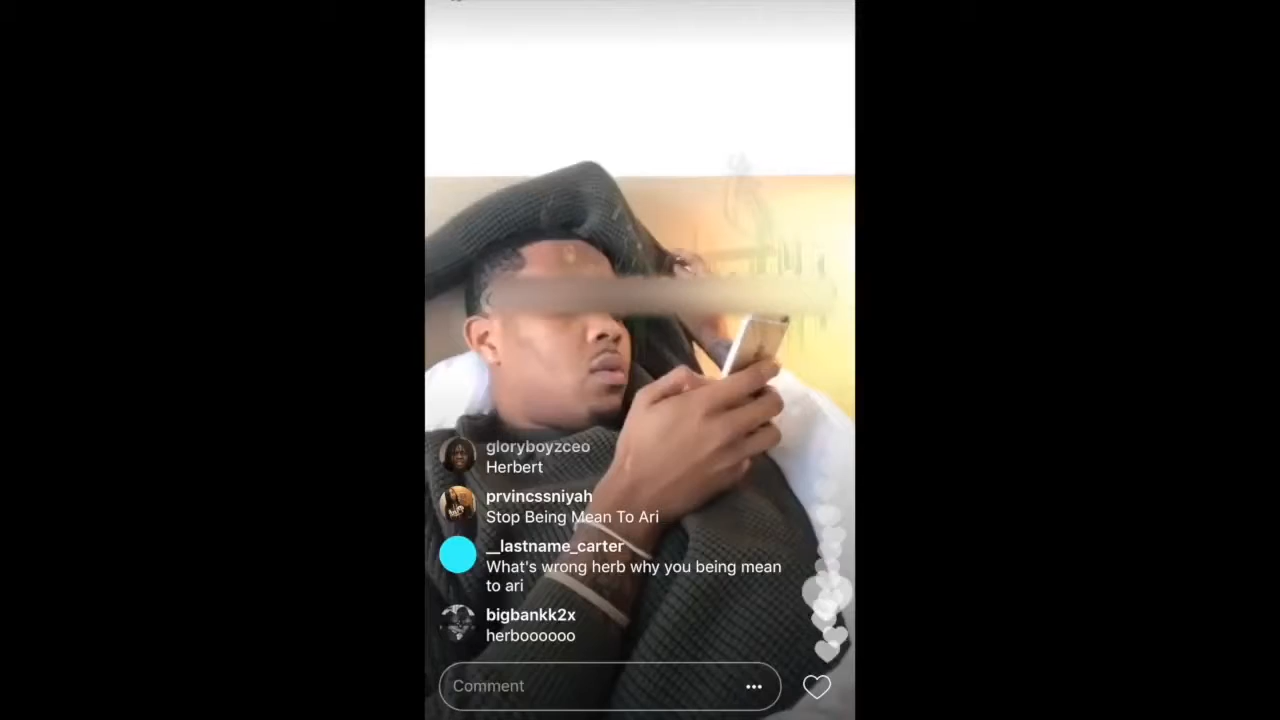 gloryboyzceo
Herbert
prvincssniyah
Stop Being Mean To Ari
__lastname_carter
What's wrong herb why you being mean
to ari
bigbankk2x
herboooooo
Comment